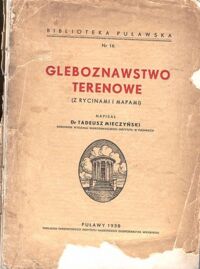 BIBLIOTEKA PUŁAWSKA
Nr 16
GLEBOZNAWSTWO
TERENOWE
(Z RYCINAMI I MAPAMI)
NAPISAŁ
Dr TADEUSZ MIECZYŃSKI
PUŁAWY 1938